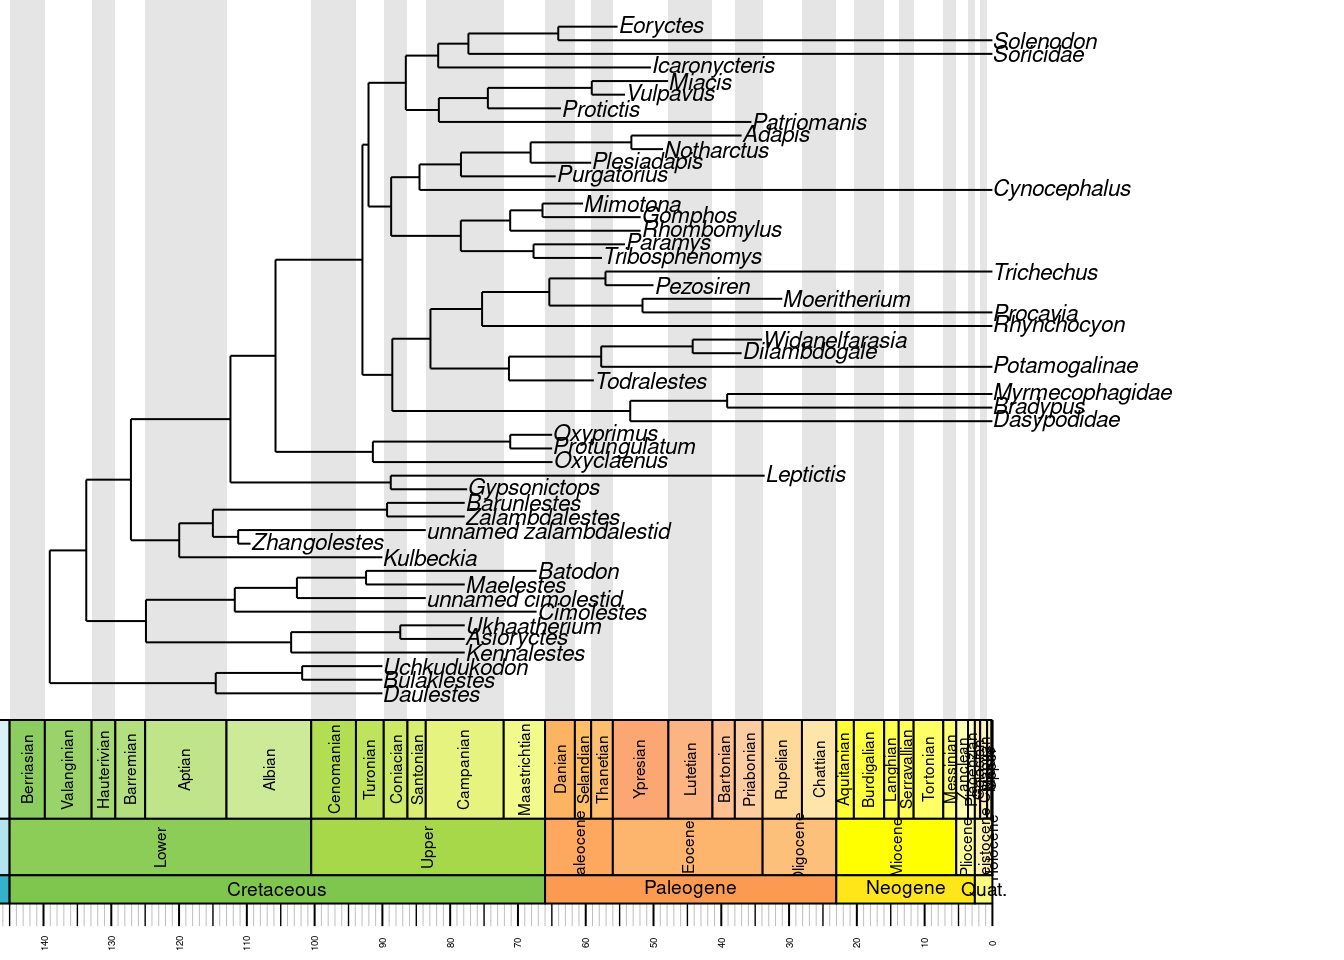 Eoryctes
Solenodon
Soricidae
Icaronycteris
Miacis
Vulpavus
Protictis
Patriomanis
Adapis
Notharctus
Plesiadapis
Purgatorius
Cynocephalus
Mimotona
Gomphos
Rhombomylus
Paramys
Tribosphenomys
Trichechus
Pezosiren
Moeritherium
Procavia
Rhynchocyon
Widanelfarasia
Dilambdogale
Potamogalinae
Todralestes
Myrmecophagidae
Bradypus
Dasypodidae
Oxyprimus
Protungulatum
Oxyclaenus
Leptictis
Gypsonictops
Barunlestes
Zalambdalestes
unnamed zalambdalestid
Zhangolestes
Kulbeckia
Batodon
Maelestes
unnamed cimolestid
Cimolestes
Ukhaatherium
Asioryctes
Kennalestes
Uchkudukodon
Bulaklestes
Daulestes
Berriasian Valanginian Hauterivian Barremian Aptian Albian Cenomanian Turonian Coniacian Santonian Campanian Maastrichtian Danian Selandian Thanetian Ypresian Lutetian Bartonian Priabonian Rupelian Chattian Aquitanian Burdigalian Langhian Serravallian Tortonian Messinian Zanclean
Lower Upper aleocene Eocene Oligocene Miocene Pliocene eistocene Holocene
Cretaceous Paleogene Neogene Quat.
140 130 120 110 100 90 80 70 60 50 40 30 20 10 0